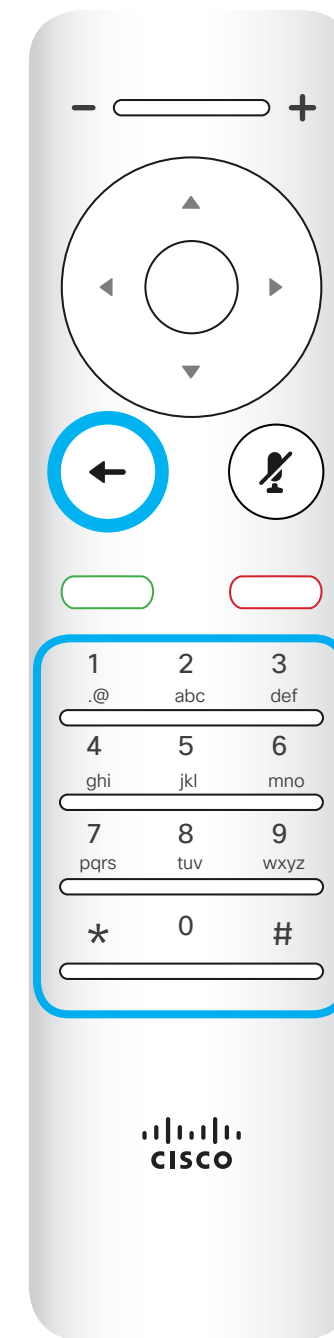 - +
1 2 3
.@ abc def
4 5 6
ghi jkl mno
7 8 9
pqrs tuv wxyz
* 0 #
CISCO